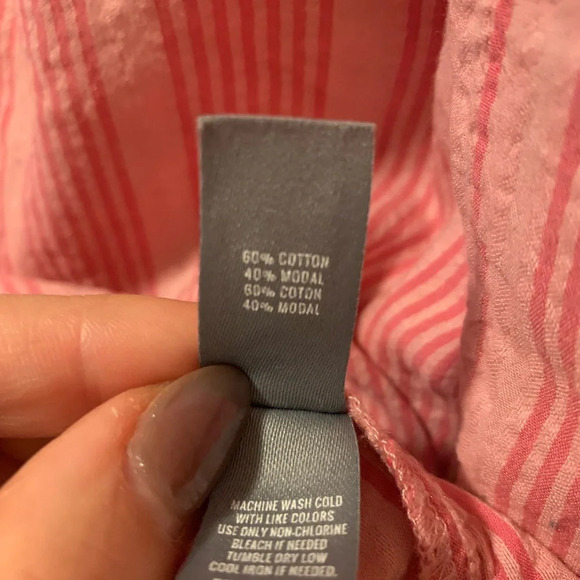 60% COTTON
40% MODAL
60% COTON
40% MODAL
MACHINE WASH COLD
WITH LIKE COLORS
USE ONLY NON-CHLORINE
BLEACH IF NEEDED
TUMBLE DRY LOW
COOL IRON IF NEEDED